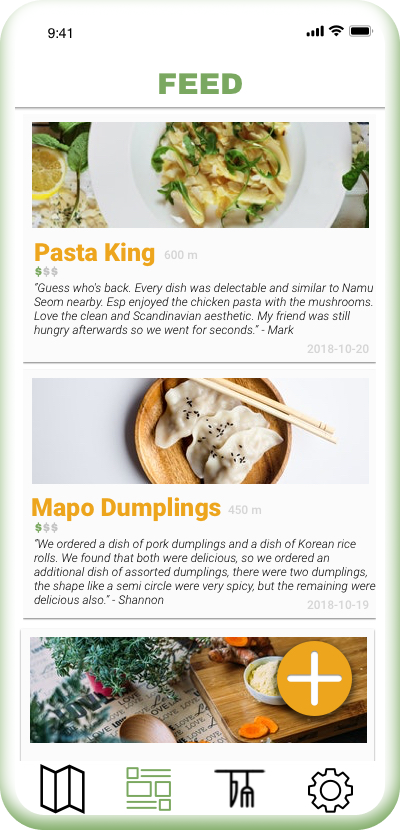 9:41
FEED
Pasta King 600 m
$$$
"Guess who's back. Every dish was delectable and similar to Namu
Seom nearby. Esp enjoyed the chicken pasta with the mushrooms.
Love the clean and Scandinavian aesthetic. My friend was still
hungry afterwards so we went for seconds." - Mark
2018-10-20
Mapo Dumplings 450 m
$$$
"We ordered a dish of pork dumplings and a dish of Korean rice
rolls. We found that both were delicious, so we ordered an
additional dish of assorted dumplings, there were two dumplings,
the shape like a semi circle were very spicy, but the remaining were
delicious also." - Shannon
2018-10-19
LOVE
LOVE
LOVE